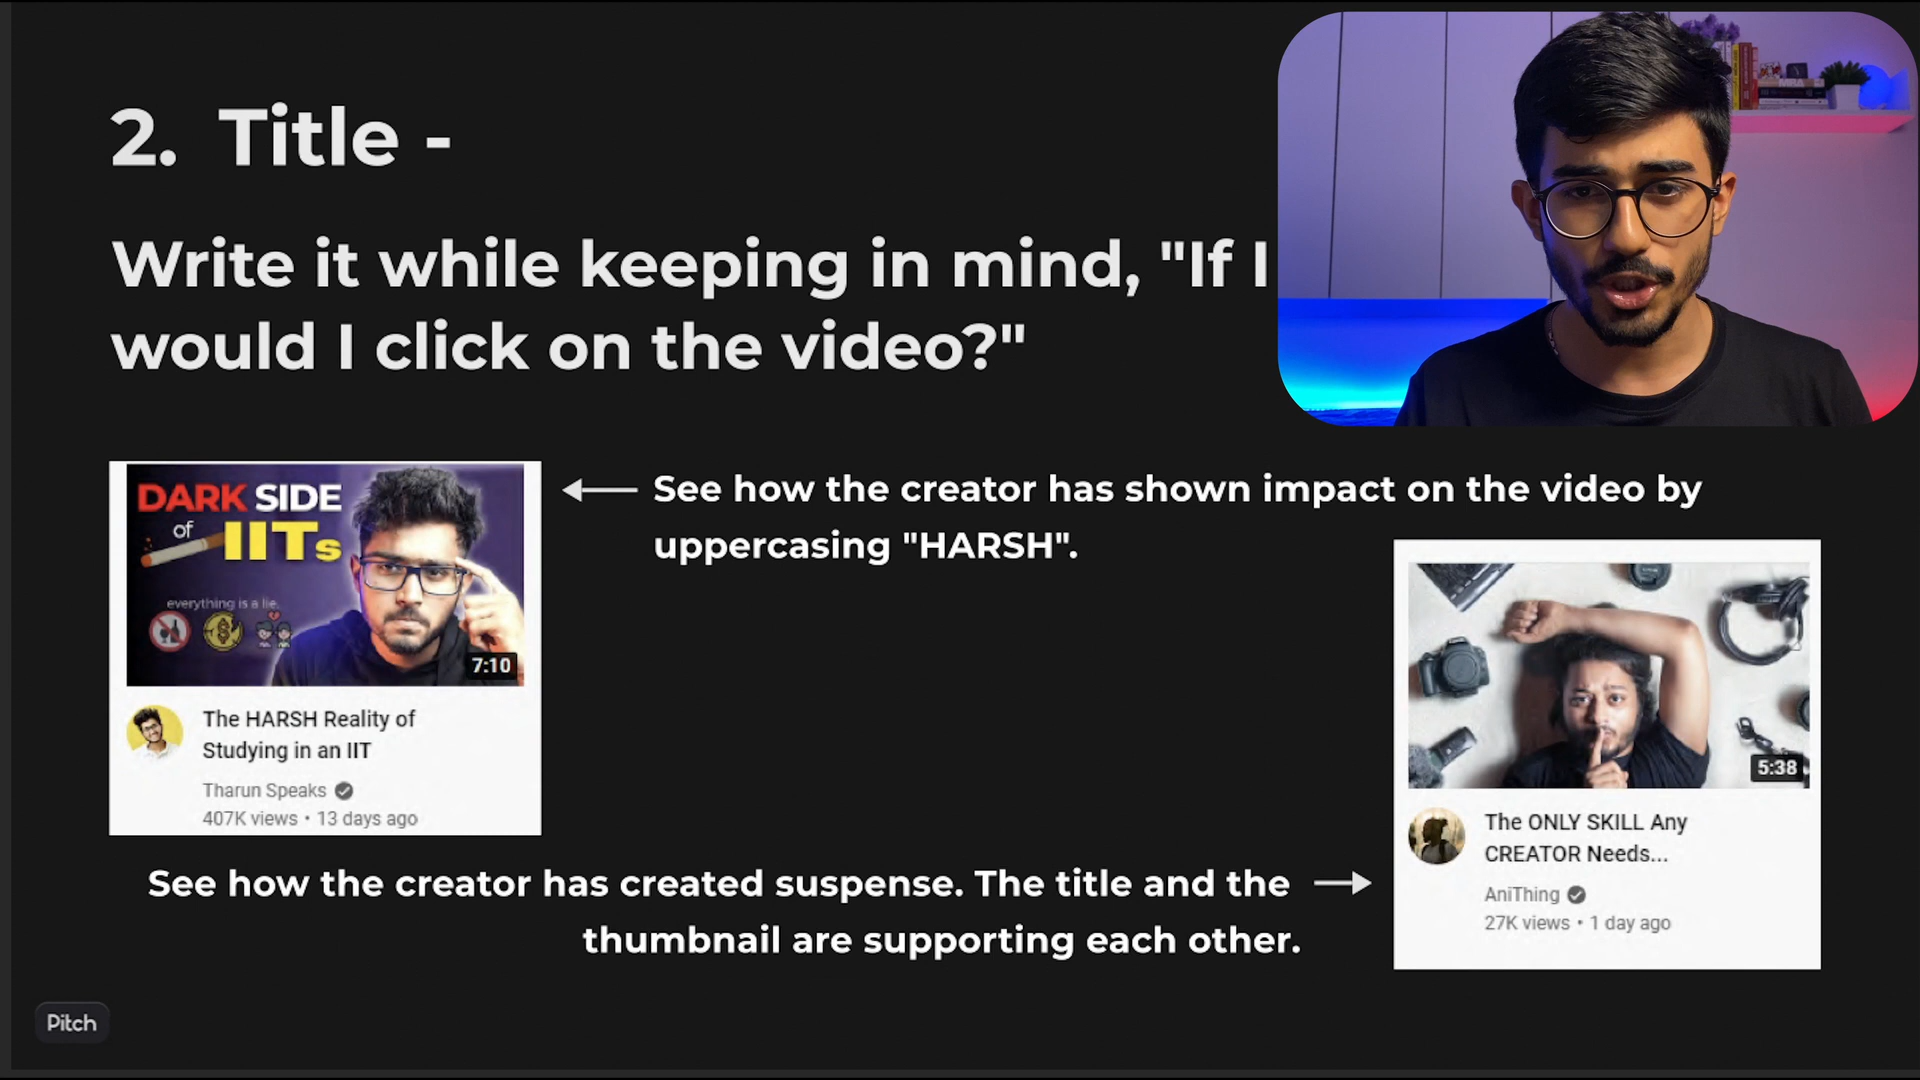 2. Title -
Write it while keeping in mind, "If I
would I click on the video?"
DARK SIDE
of
IITs
everything is a lie.
7:10
The HARSH Reality of
Studying in an IIT
Tharun Speaks
407K views • 13 days ago
See how the creator has shown impact on the video by
uppercasing "HARSH".
5:38
The ONLY SKILL Any
CREATOR Needs...
AniThing
27K views • 1 day ago
See how the creator has created suspense. The title and the
thumbnail are supporting each other.
Pitch